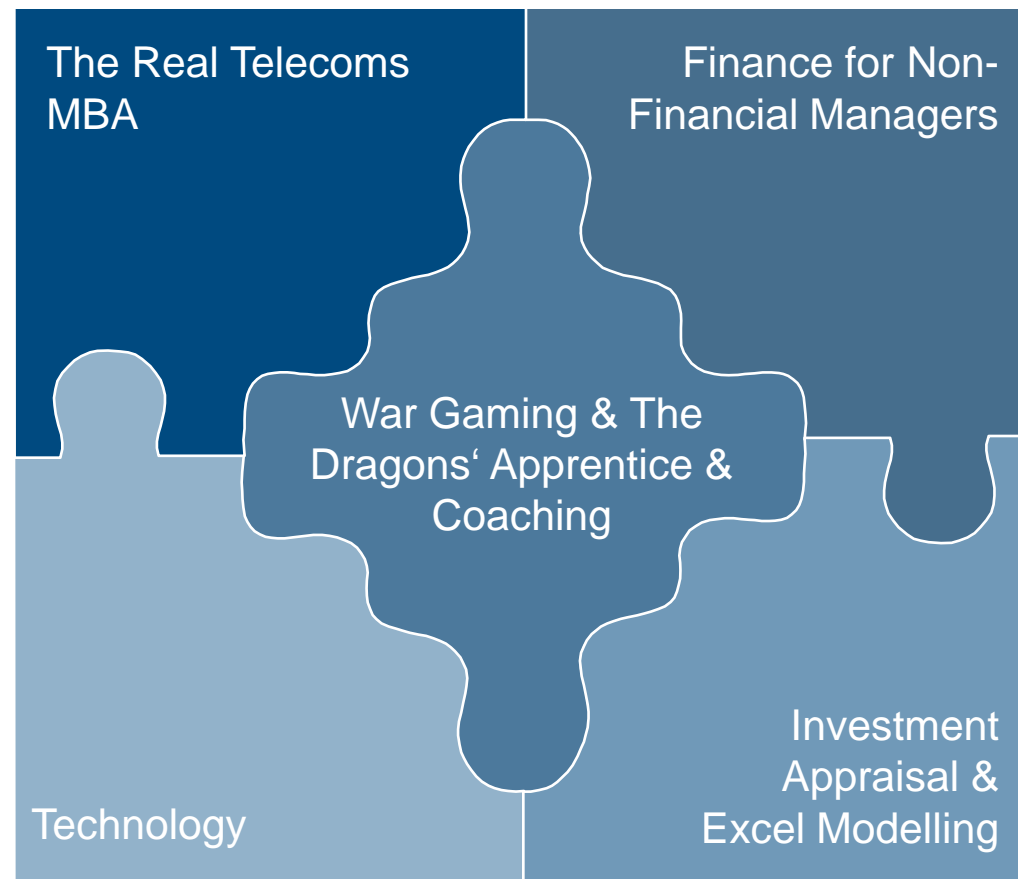 The Real Telecoms
MBA
Finance for Non-
Financial Managers
War Gaming & The
Dragons‘ Apprentice &
Coaching
Technology
Investment
Appraisal &
Excel Modelling